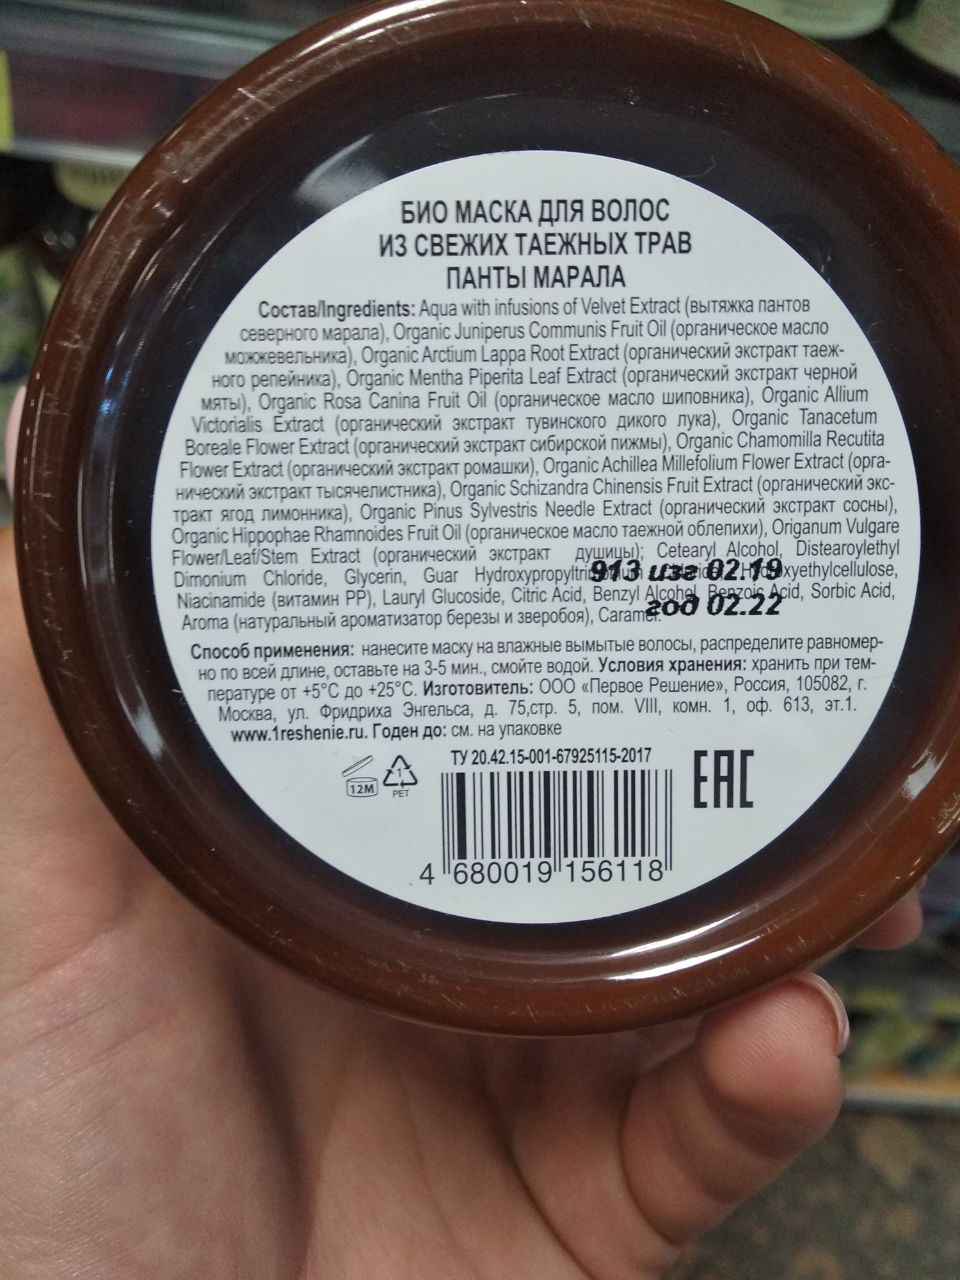 БИО МАСКА ДЛЯ ВОЛОС
ИЗ СВЕЖИХ ТАЕЖНЫХ ТРАВ
ПАНТЫ МАРАЛА
Состав/Ingredients: Aqua with infusions of Velvet Extract (вытяжка пантов
северного марала), Organic Juniperus Communis Fruit Oil (органическое масло
можжевельника), Organic Arctium Lappa Root Extract (органический экстракт таеж-
ного репейника), Organic Mentha Piperita Leaf Extract (органический экстракт черной
мяты), Organic Rosa Canina Fruit Oil (органическое масло шиповника), Organic Allium
Victorialis Extract (органический экстракт тувинского дикого лука), Organic Tanacetum
Boreale Flower Extract (органический экстракт сибирской пижмы), Organic Chamomilla Recutita
Flower Extract (органический экстракт ромашки), Organic Achillea Millefolium Flower Extract (орга-
нический экстракт тысячелистника), Organic Schizandra Chinensis Fruit Extract (органический экс-
тракт ягод лимонника), Organic Pinus Sylvestris Needle Extract (органический экстракт сосны),
Organic Hippophae Rhamnoides Fruit Oil (органическое масло таежной облепихи), Origanum Vulgare
Flower/Leaf/Stem Extract (органический экстракт душицы); Cetearyl Alcohol, Distearoylethyl
Dimonium Chloride, Glycerin, Guar
913 изг 02.19
Niacinamide (витамин PP), Lauryl Glucoside, Citric Acid, Benzyl Alcohol, Benzoic Acid, Sorbic Acid,
год 02.22
Aroma (натуральный ароматизатор березы и зверобоя), Caramel.
Способ применения: нанесите маску на влажные вымытые волосы, распределите равномер-
но по всей длине, оставьте на 3-5 мин., смойте водой. Условия хранения: хранить при тем-
пературе от +5°С до +25°С. Изготовитель: ООО «Первое Решение», Россия, 105082, г.
Москва, ул. Фридриха Энгельса, д. 75,стр. 5, пом. VIII, комн. 1, оф. 613, эт.1.
www.1reshenie.ru. Годен до: см. на упаковке
ТУ 20.42.15-001-67925115-2017
12M
1
PET
EAC
4 680019 156118